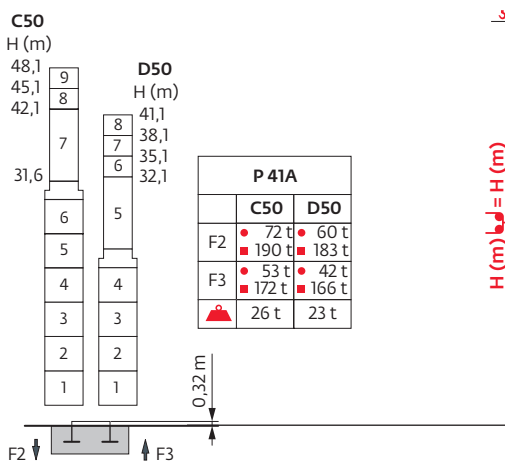 C50
H (m)
48,1
45,1
42,1
31,6
9
8
7
6
5
4
3
2
1
D50
H (m)
41,1
38,1
35,1
32,1
8
7
6
5
4
3
2
1
P 41A
C50 D50
F2 72 t 60 t
190 t 183 t
F3 53 t 42 t
172 t 166 t
26 t 23 t
0,32 m
F2 F3
H (m) = H (m)